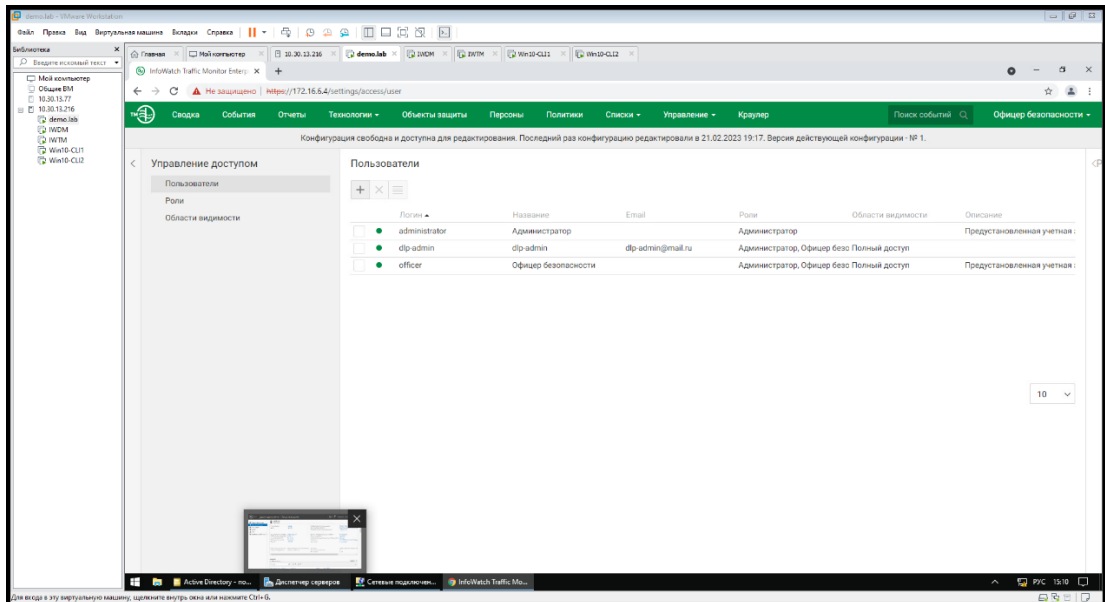 demo.lab - VMware Workstation
Файл Правка Вид Виртуальная машина Вкладки Справка
Библиотека
Введите искомый текст
Мой компьютер
Общие ВМ
10.30.13.77
10.30.13.216
demo.lab
IWDM
IWTM
Win10-CLI1
Win10-CLI2
Главная Мой компьютер 10.30.13.216 demo.lab IWDM IWTM Win10-CLI1 Win10-CLI2
InfoWatch Traffic Monitor Enterp
Не защищено https://172.16.6.4/settings/access/user
TM Сводка События Отчеты Технологии Объекты защиты Персоны Политики Списки Управление Краулер Поиск событий Офицер безопасности
Конфигурация свободна и доступна для редактирования. Последний раз конфигурацию редактировали в 21.02.2023 19:17. Версия действующей конфигурации - № 1.
Управление доступом
Пользователи
Роли
Области видимости
Пользователи
Логин Название Email Роли Области видимости Описание
administrator Администратор Администратор Предустановленная учетная
dlp-admin dlp-admin dlp-admin@mail.ru Администратор, Офицер безо Полный доступ
officer Офицер безопасности Администратор, Офицер безо Полный доступ Предустановленная учетная
10
Active Directory - по... Диспетчер серверов Сетевые подключен... InfoWatch Traffic Mo... РУС 15:10
Для входа в эту виртуальную машину, щелкните внутрь окна или нажмите Ctrl+G.